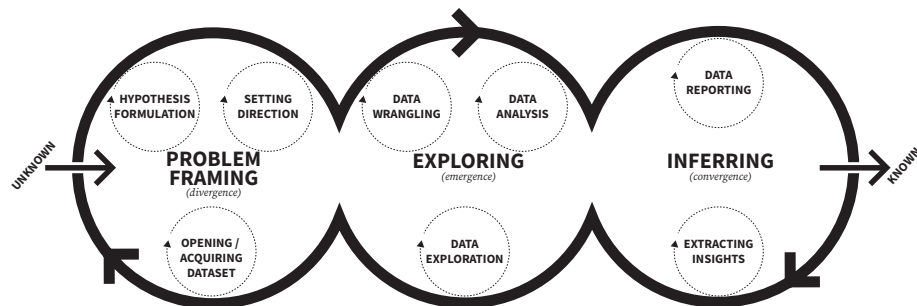 UNKNOWN
HYPOTHESIS
FORMULATION
SETTING
DIRECTION
PROBLEM
FRAMING
(divergence)
OPENING /
ACQUIRING
DATASET
DATA
WRANGLING
DATA
ANALYSIS
EXPLORING
(emergence)
DATA
EXPLORATION
DATA
REPORTING
INFERRING
(convergence)
EXTRACTING
INSIGHTS
KNOWN